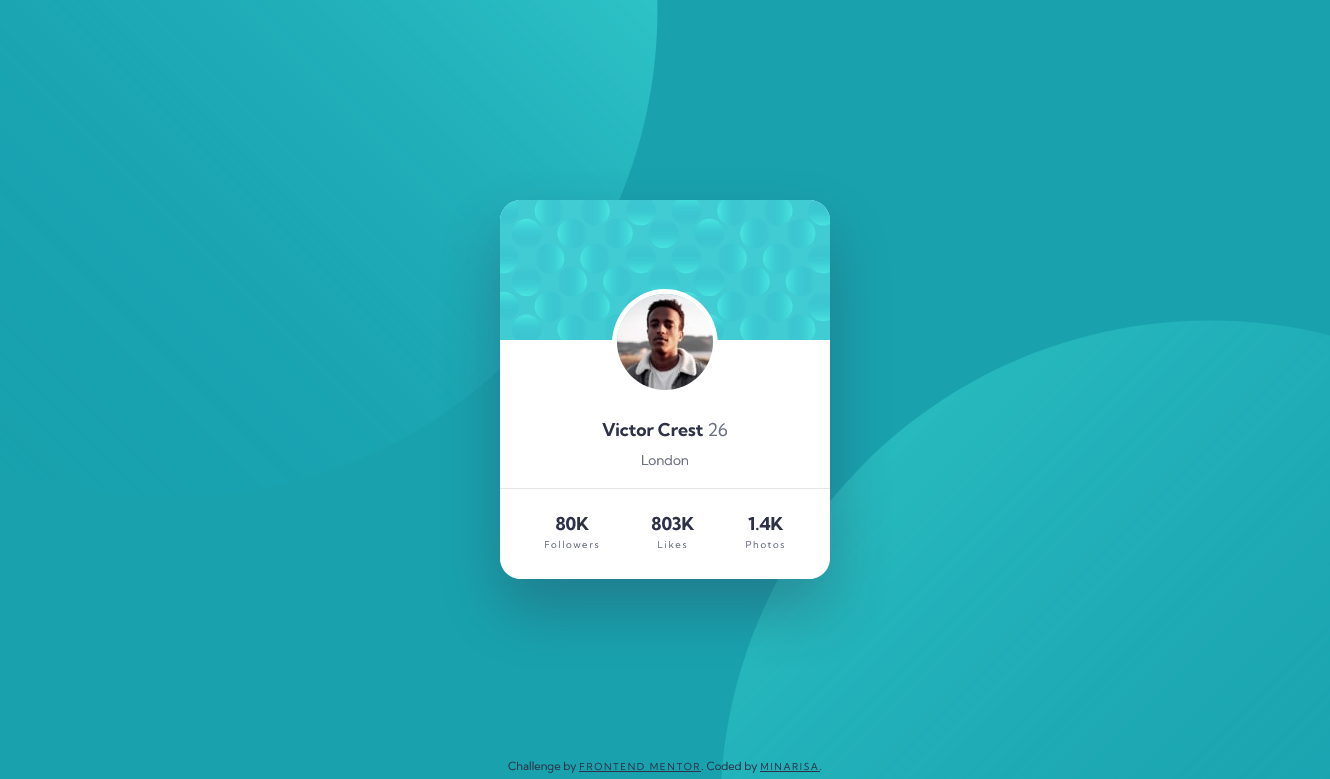 Victor Crest 26
London
80K 803K 1.4K
Followers Likes Photos
Challenge by FRONTEND MENTOR. Coded by MINARISA.